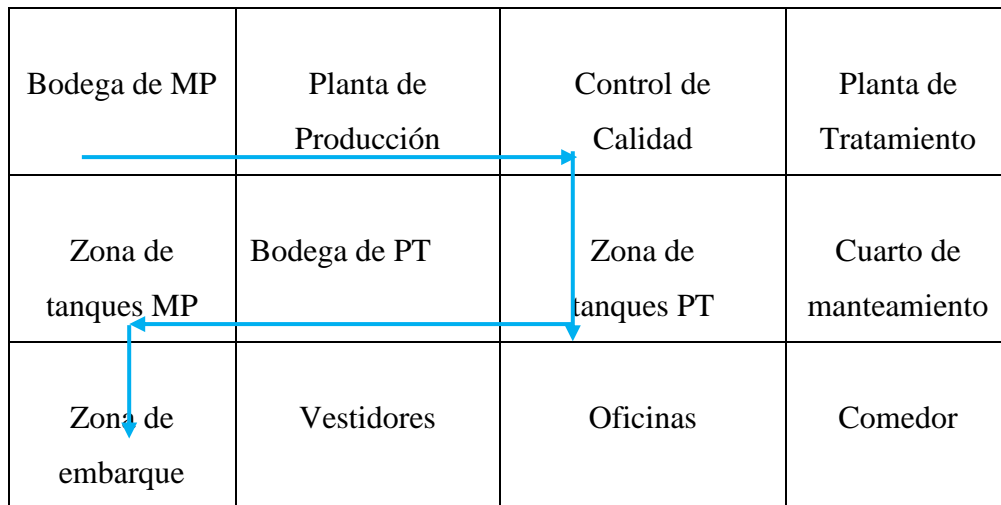 Bodega de MP
Planta de
Producción
Control de
Calidad
Planta de
Tratamiento
Zona de
tanques MP
Bodega de PT
Zona de
tanques PT
Cuarto de
manteamiento
Zona de
embarque
Vestidores
Oficinas
Comedor